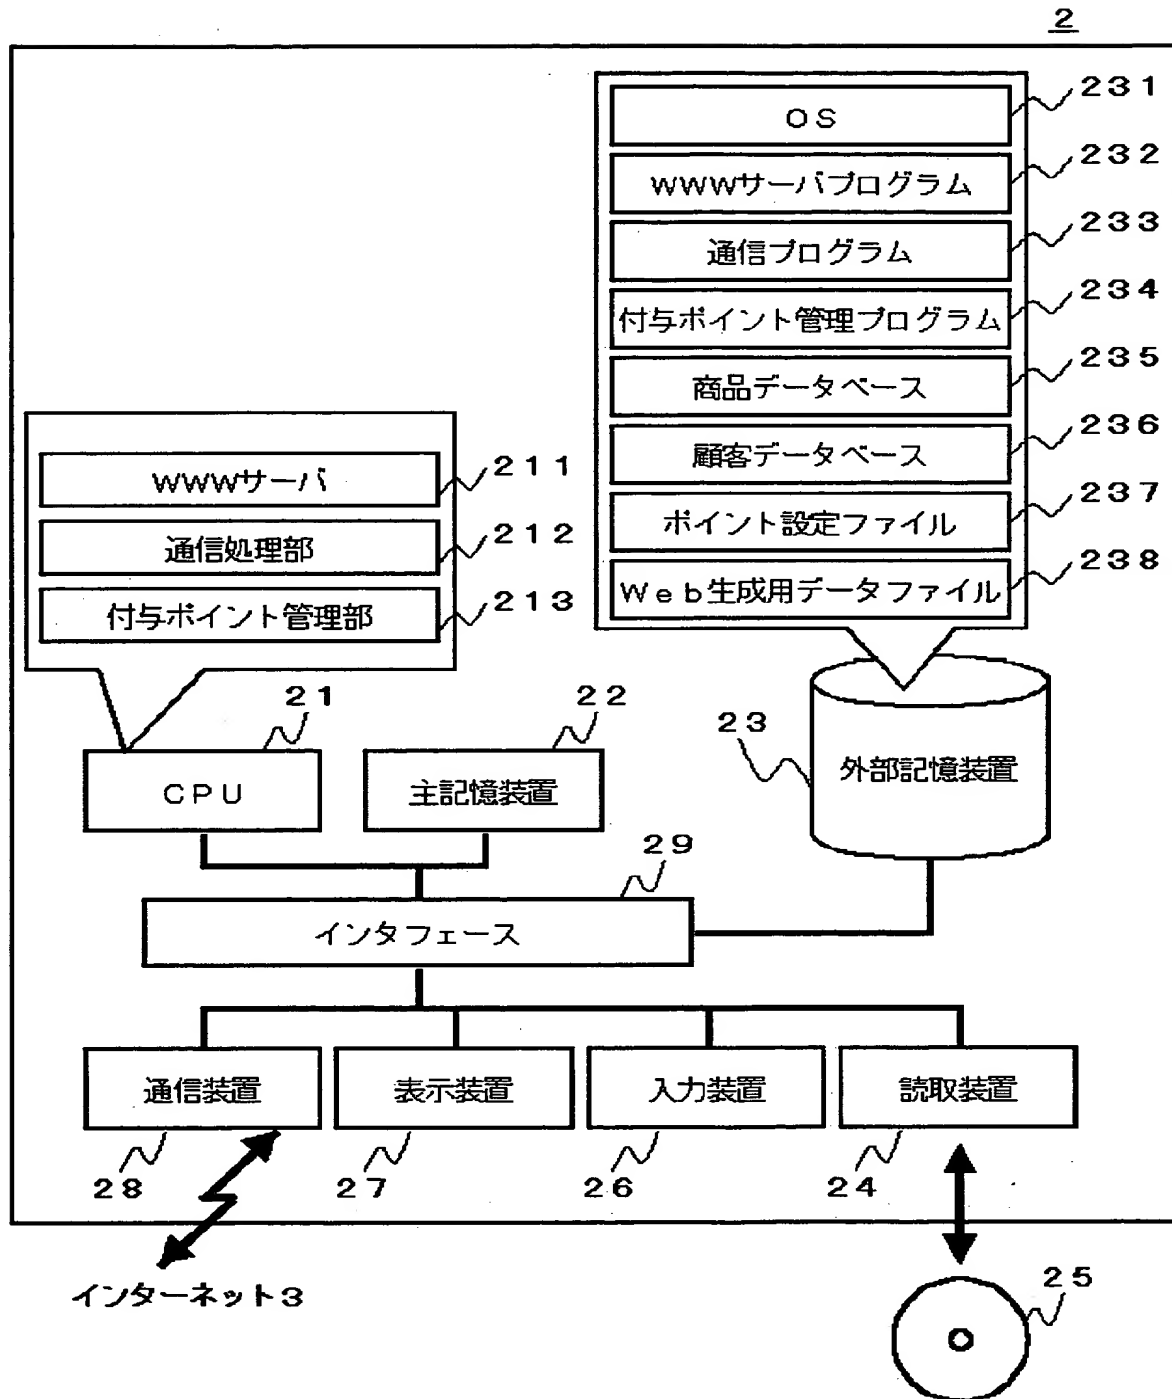 2
OS
231
WWWサーバプログラム
232
通信プログラム
233
付与ポイント管理プログラム
234
商品データベース
235
顧客データベース
236
ポイント設定ファイル
237
Web生成用データファイル
238
WWWサーバ
211
通信処理部
212
付与ポイント管理部
213
21
22
23
CPU
主記憶装置
外部記憶装置
29
インタフェース
通信装置
表示装置
入力装置
読取装置
28
27
26
24
インターネット3
25